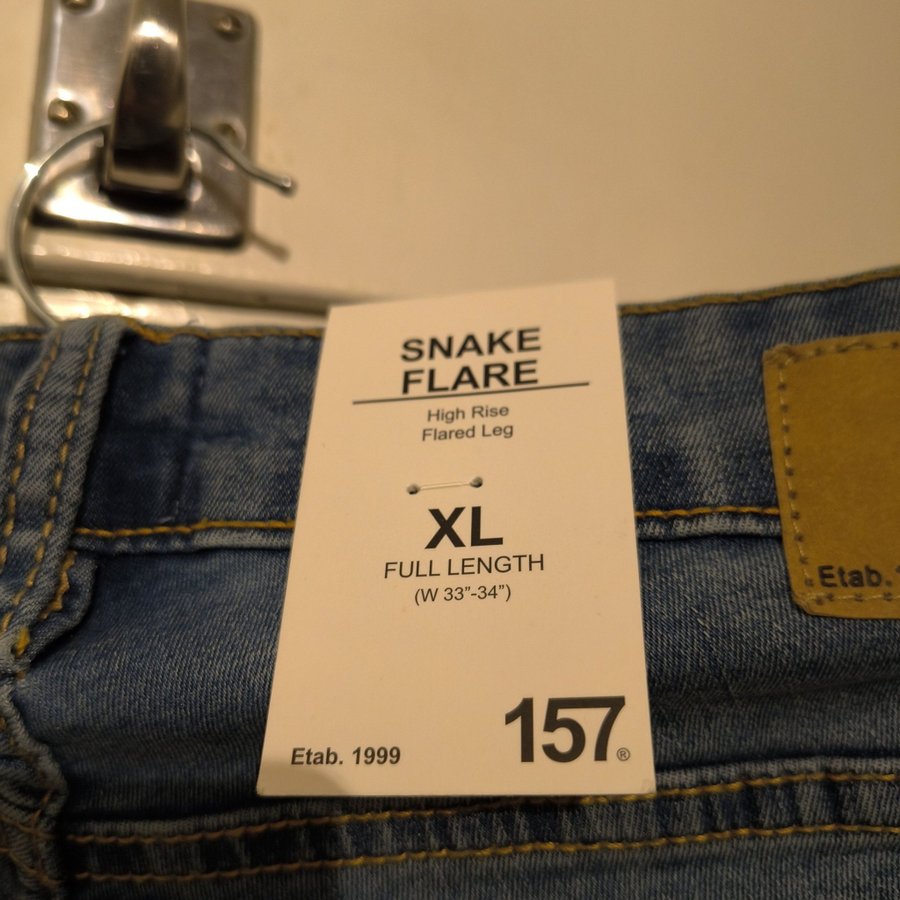 SNAKE
FLARE
High Rise
Flared Leg
XL
FULL LENGTH
(W 33”-34”)
Etab. 1999
157®
Etab.